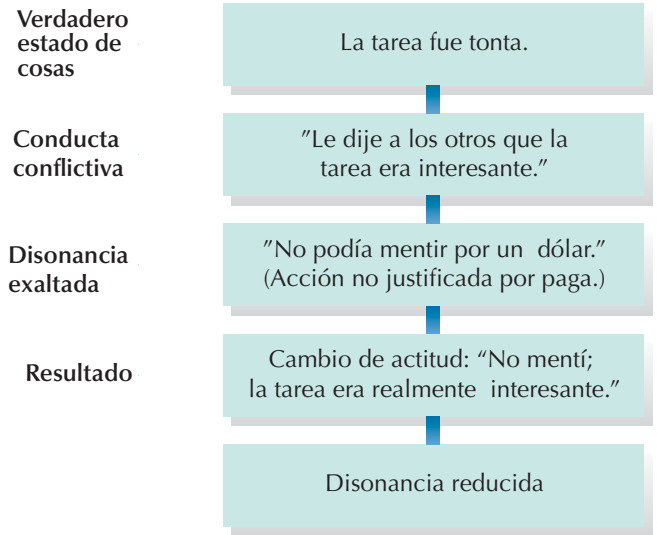 Verdadero
estado de
cosas
La tarea fue tonta.
Conducta
conflictiva
”Le dije a los otros que la
tarea era interesante.”
Disonancia
exaltada
”No podía mentir por un dólar.”
(Acción no justificada por paga.)
Resultado
Cambio de actitud: “No mentí;
la tarea era realmente interesante.”
Disonancia reducida